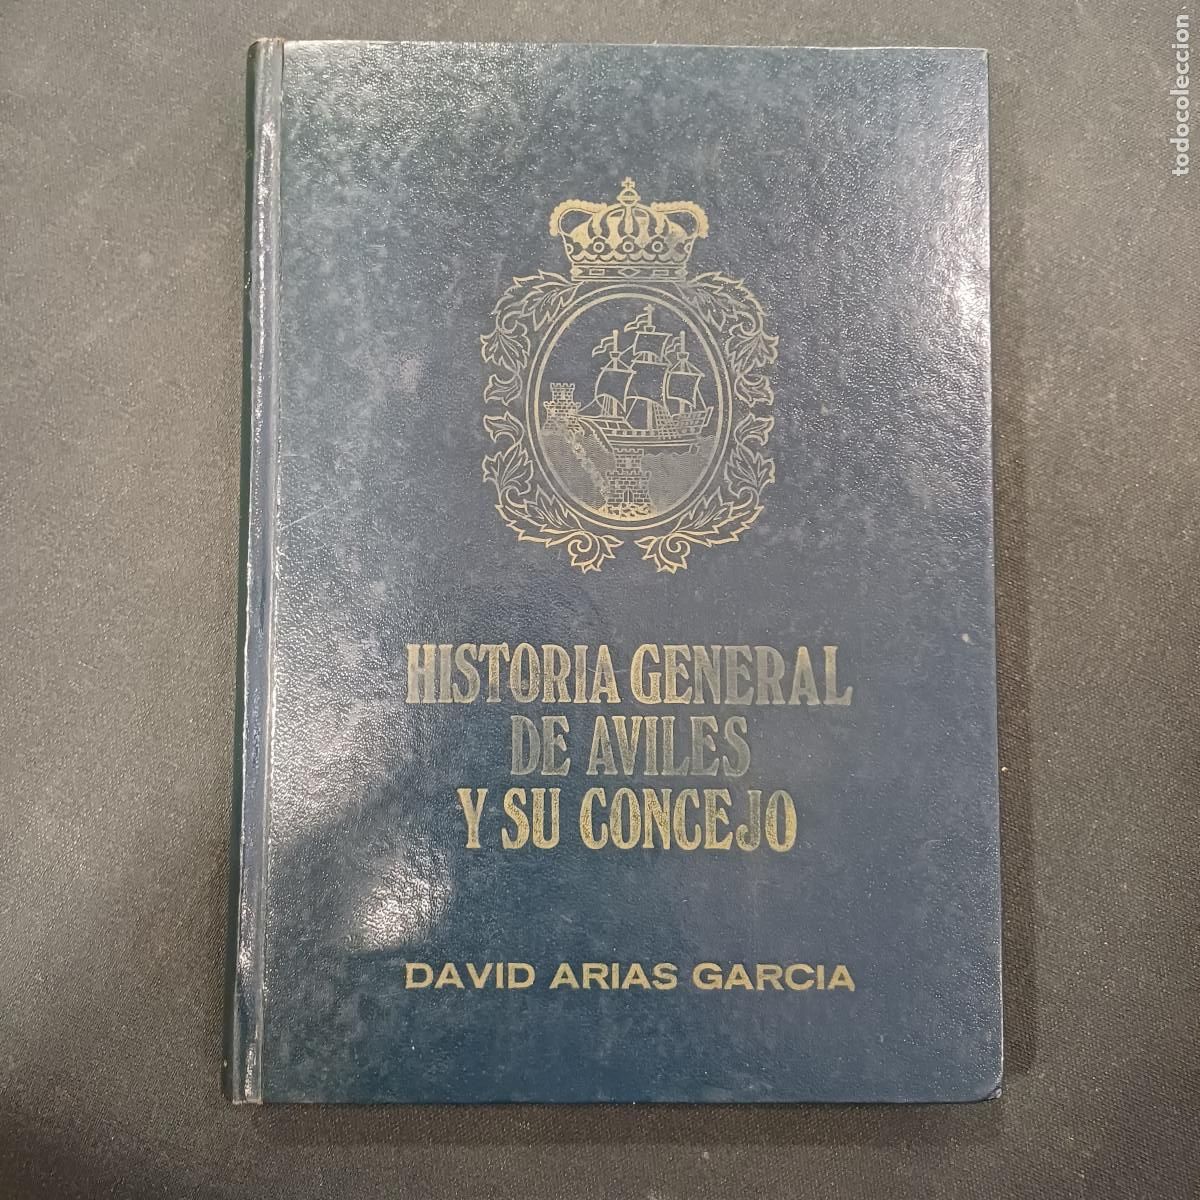 HISTORIA GENERAL
DE AVILES
Y SU CONCEJO
DAVID ARIAS GARCIA
todocoleccion